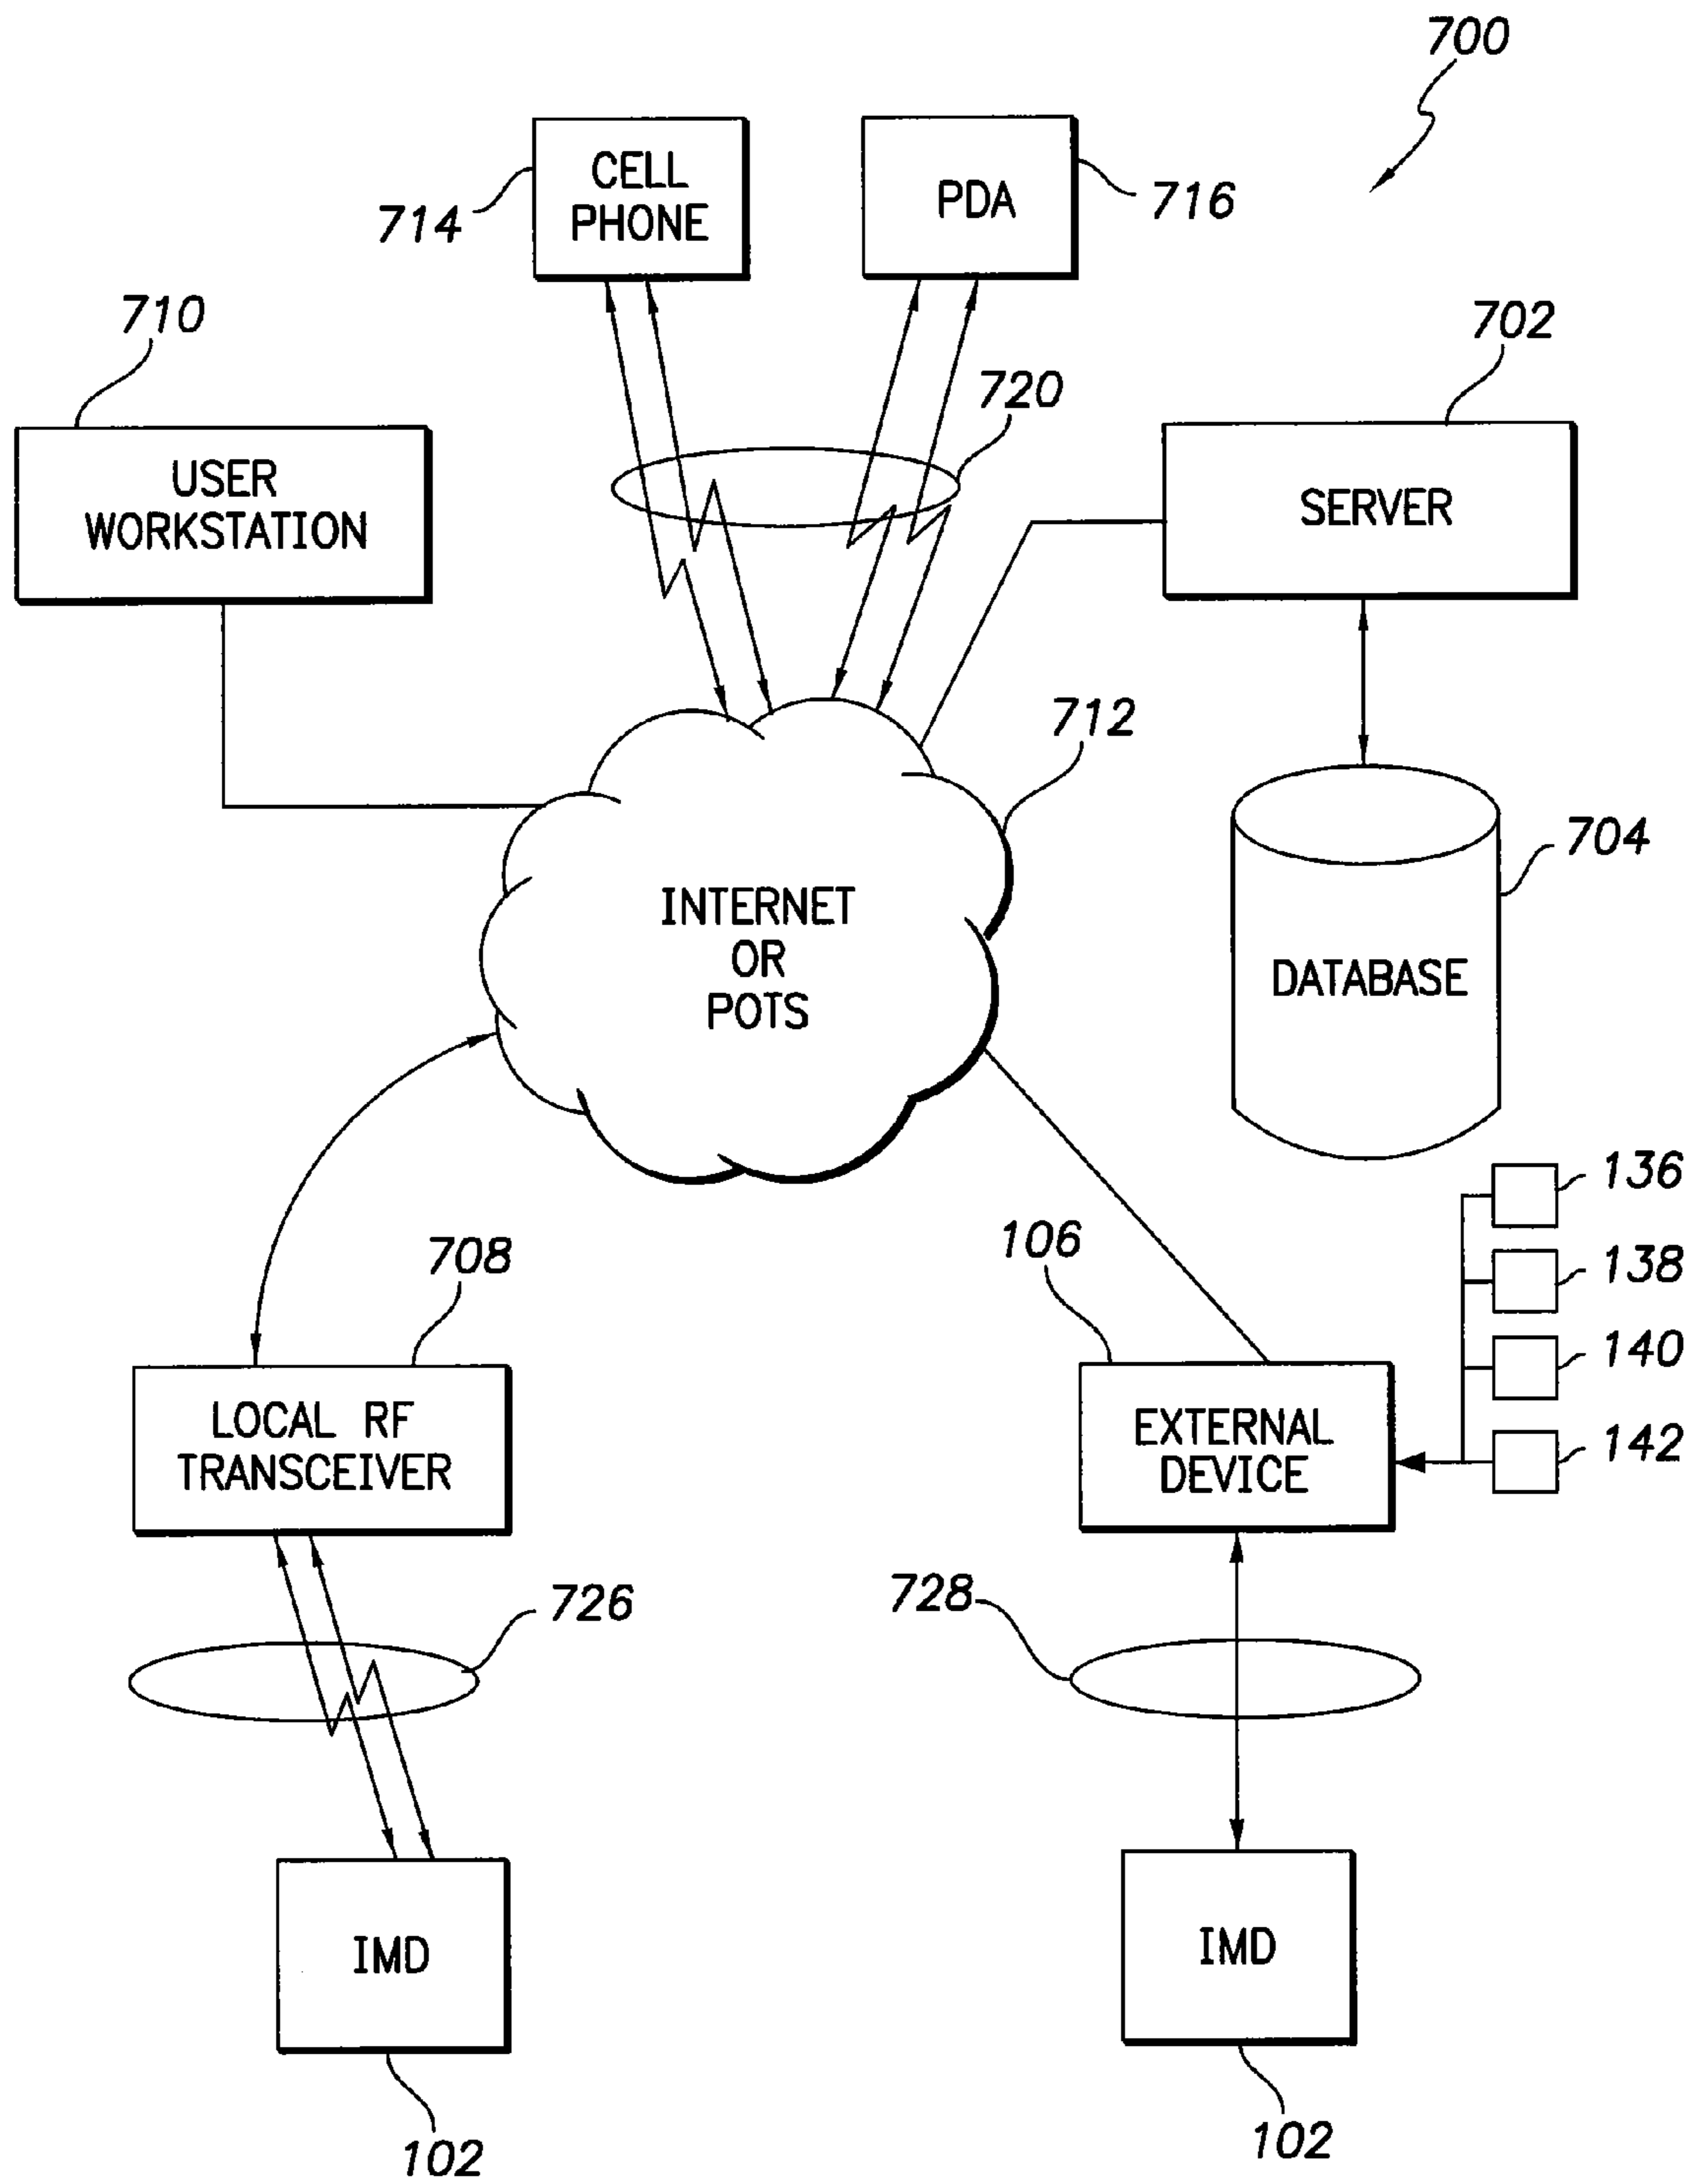 700
CELL
PHONE
714
PDA
716
710
702
720
USER
WORKSTATION
SERVER
712
704
INTERNET
OR
POTS
DATABASE
136
138
140
142
106
708
LOCAL RF
TRANSCEIVER
EXTERNAL
DEVICE
726
728
IMD
IMD
102
102